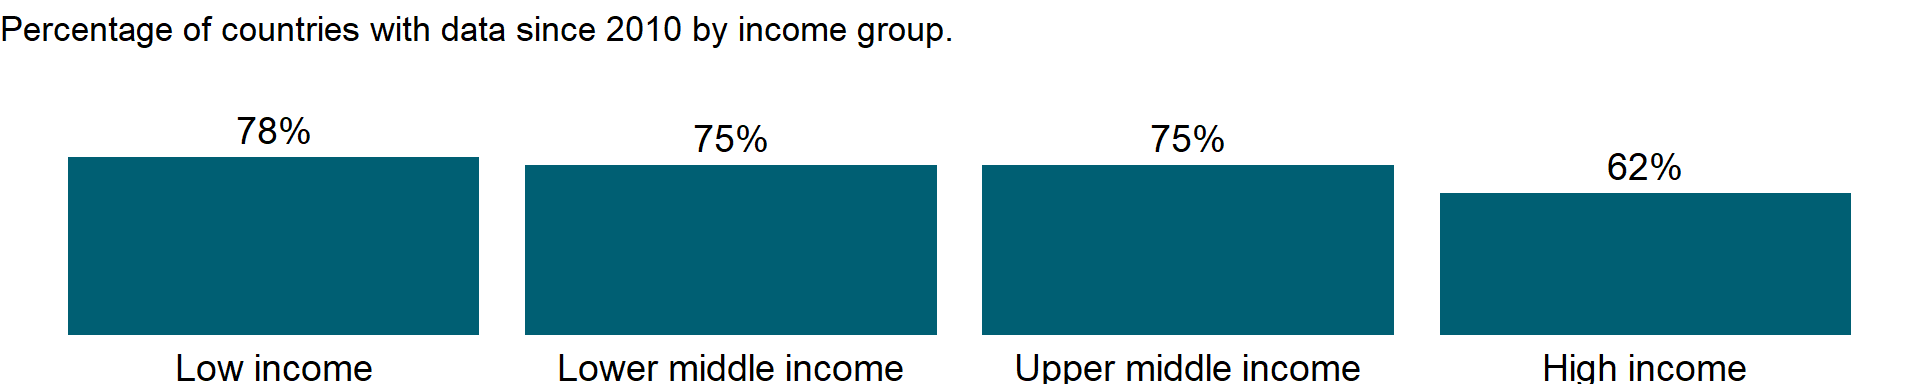 Percentage of countries with data since 2010 by income group.
78%
75%
75%
62%
Low income
Lower middle income
Upper middle income
High income